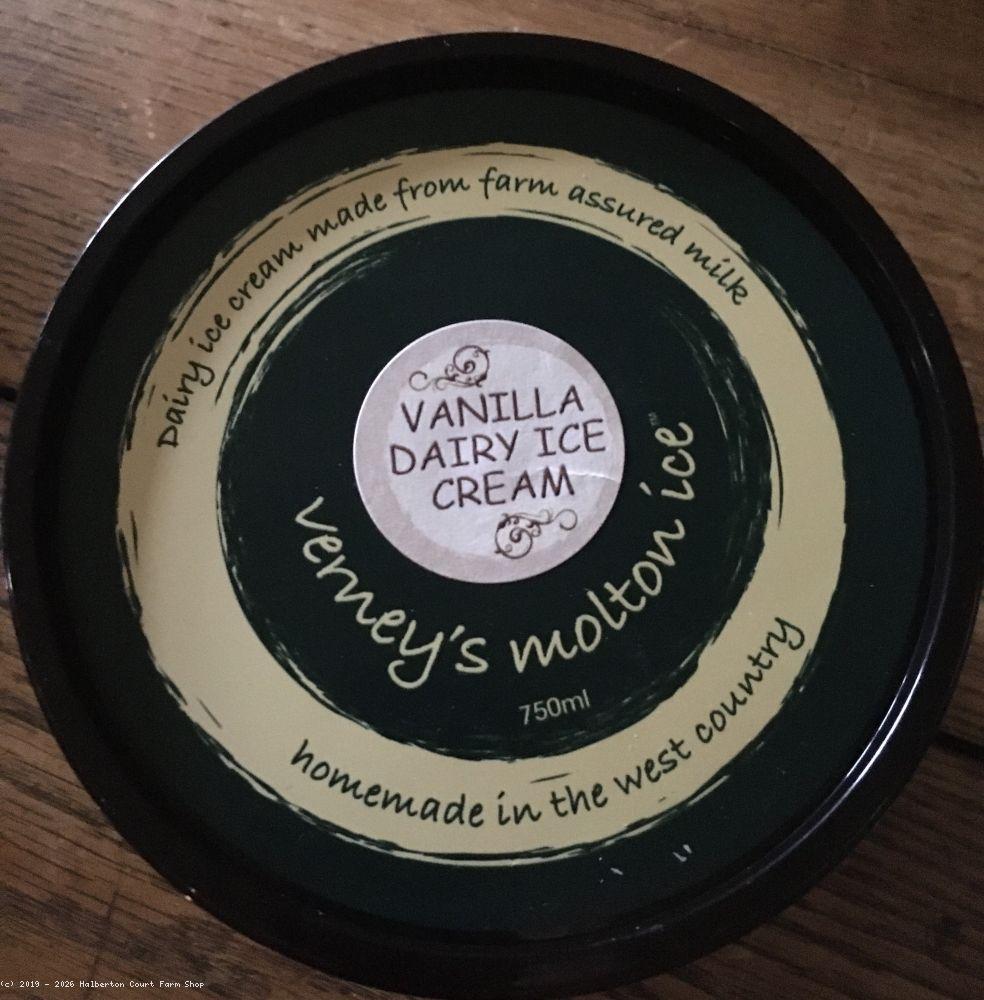 Dairy ice cream made from farm assured milk
VANILLA
DAIRY ICE
CREAM
verney's molton ice™
750ml
homemade in the west country
(c) 2019 - 2026 Halberton Court Farm Shop